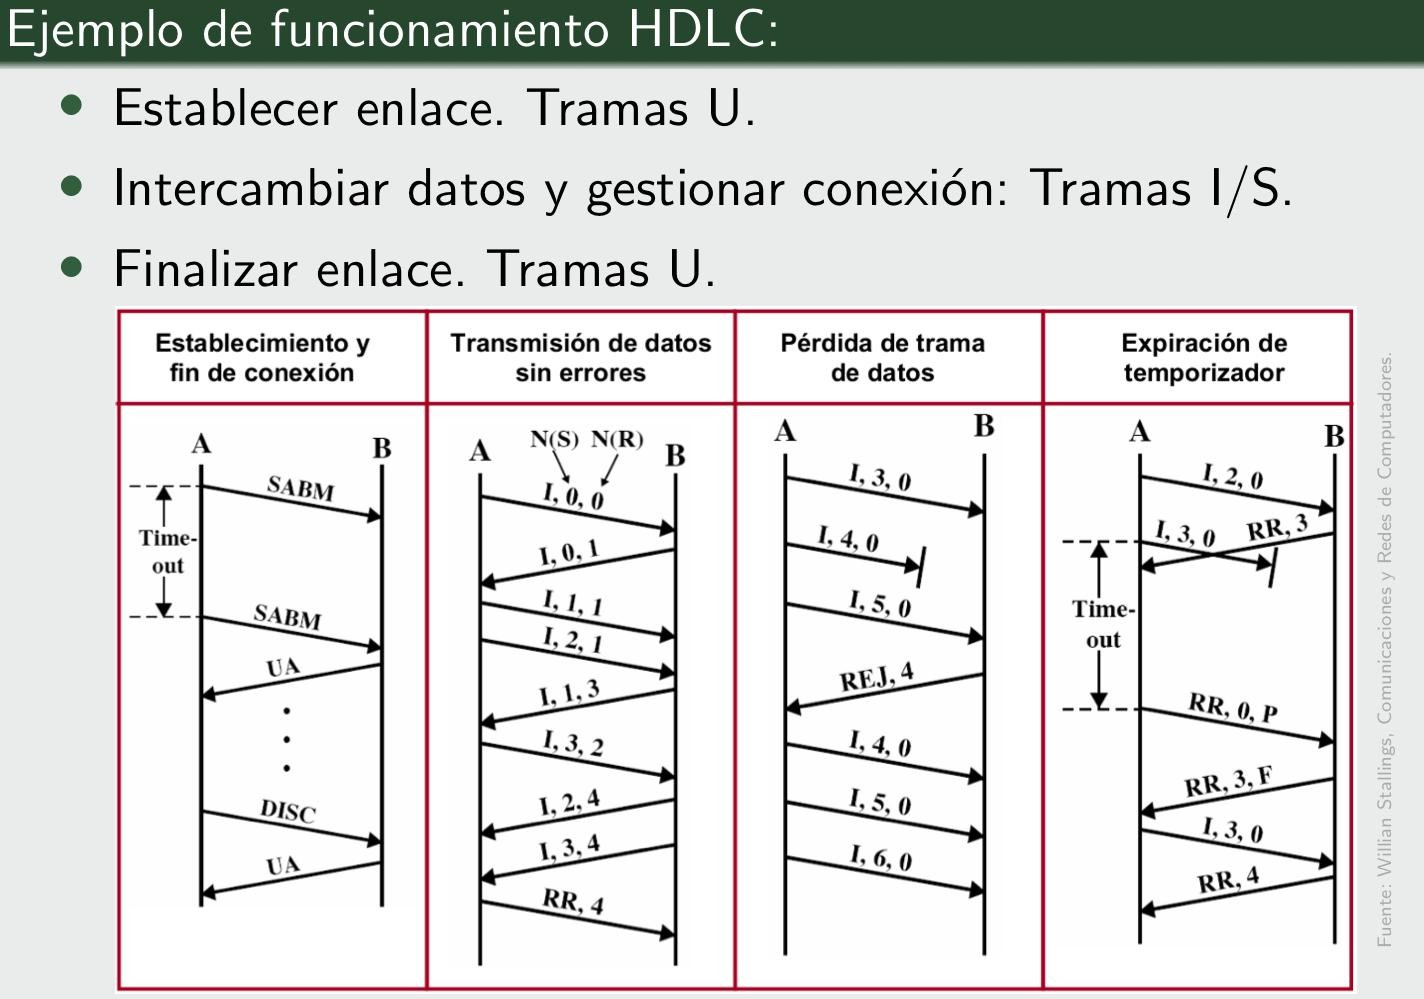 Ejemplo de funcionamiento HDLC:
Establecer enlace. Tramas U.
Intercambiar datos y gestionar conexión: Tramas I/S.
Finalizar enlace. Tramas U.
Establecimiento y
fin de conexión
A
B
SABM
Time-
out
SABM
UA
DISC
UA
Transmisión de datos
sin errores
N(S) N(R)
A
B
I, 0, 0
I, 0, 1
I, 1, 1
I, 2, 1
I, 1, 3
I, 3, 2
I, 2, 4
I, 3, 4
RR, 4
Pérdida de trama
de datos
A
B
I, 3, 0
I, 4, 0
I, 5, 0
REJ, 4
I, 4, 0
I, 5, 0
I, 6, 0
Expiración de
temporizador
A
B
I, 2, 0
I, 3, 0
RR, 3
Time-
out
RR, 0, P
RR, 3, F
I, 3, 0
RR, 4
Fuente: Willian Stallings, Comunicaciones y Redes de Computadores.